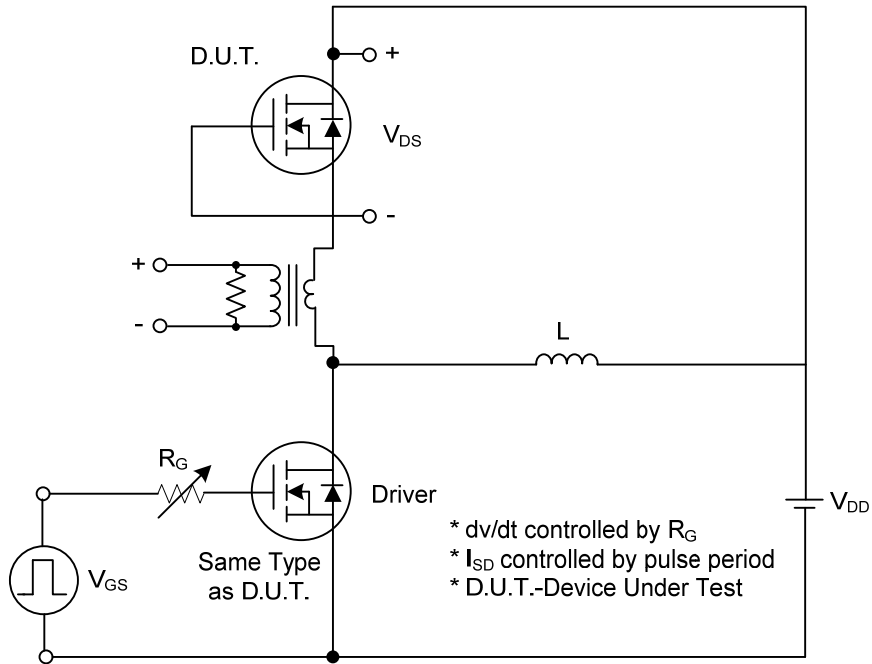 D.U.T.
+
VDS
-
+
-
L
RG
Driver
VDD
VGS
Same Type
as D.U.T.
* dv/dt controlled by RG
* ISD controlled by pulse period
* D.U.T.-Device Under Test